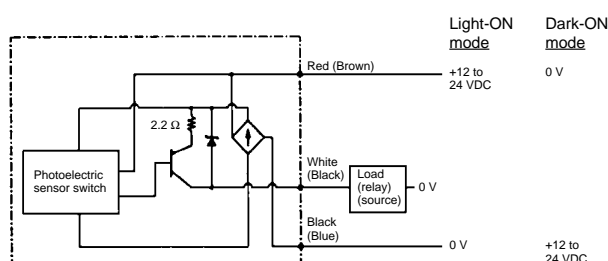 Light-ON
mode
Dark-ON
mode
Red (Brown)
+12 to
24 VDC
0 V
2.2 Ω
Photoelectric
sensor switch
White
(Black)
Load
(relay)
(source)
0 V
Black
(Blue)
0 V
+12 to
24 VDC